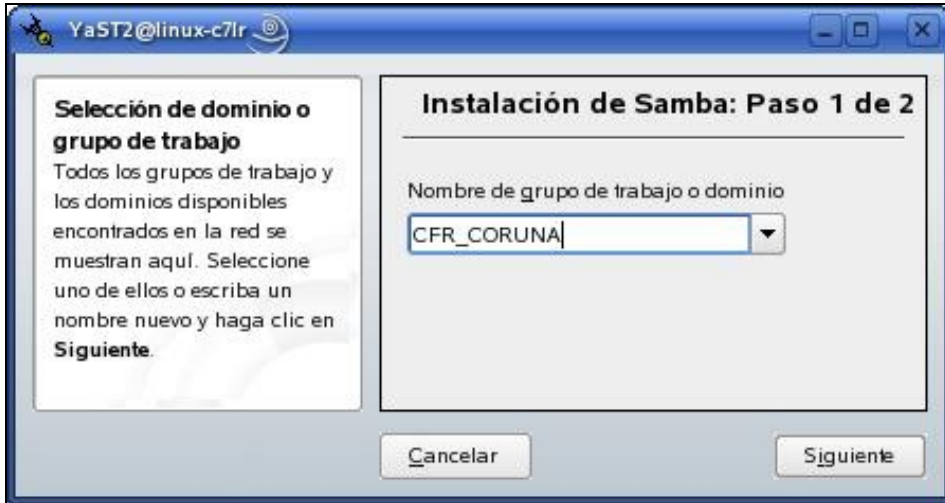 YaST2@linux-c7lr
Selección de dominio o
grupo de trabajo
Todos los grupos de trabajo y
los dominios disponibles
encontrados en la red se
muestran aquí. Seleccione
uno de ellos o escriba un
nombre nuevo y haga clic en
Siguiente.
Instalación de Samba: Paso 1 de 2
Nombre de grupo de trabajo o dominio
CFR_CORUNA
Cancelar
Siguiente